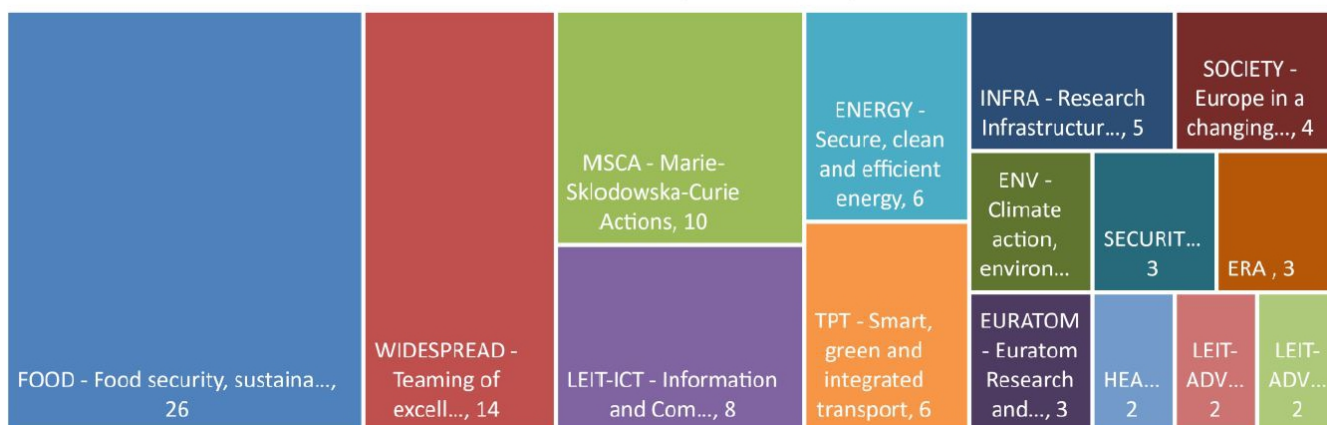 FOOD - Food security, sustaina...,
26
WIDESPREAD -
Teaming of
excell..., 14
MSCA - Marie-
Sklodowska-Curie
Actions, 10
LEIT-ICT - Information
and Com..., 8
ENERGY -
Secure, clean
and efficient
energy, 6
TPT - Smart,
green and
integrated
transport, 6
INFRA - Research
Infrastructur..., 5
SOCIETY -
Europe in a
changing..., 4
ENV -
Climate
action,
environ...
SECURIT...
3
ERA , 3
EURATOM
- Euratom
Research
and..., 3
HEA...
2
LEIT-
ADV...
2
LEIT-
ADV...
2